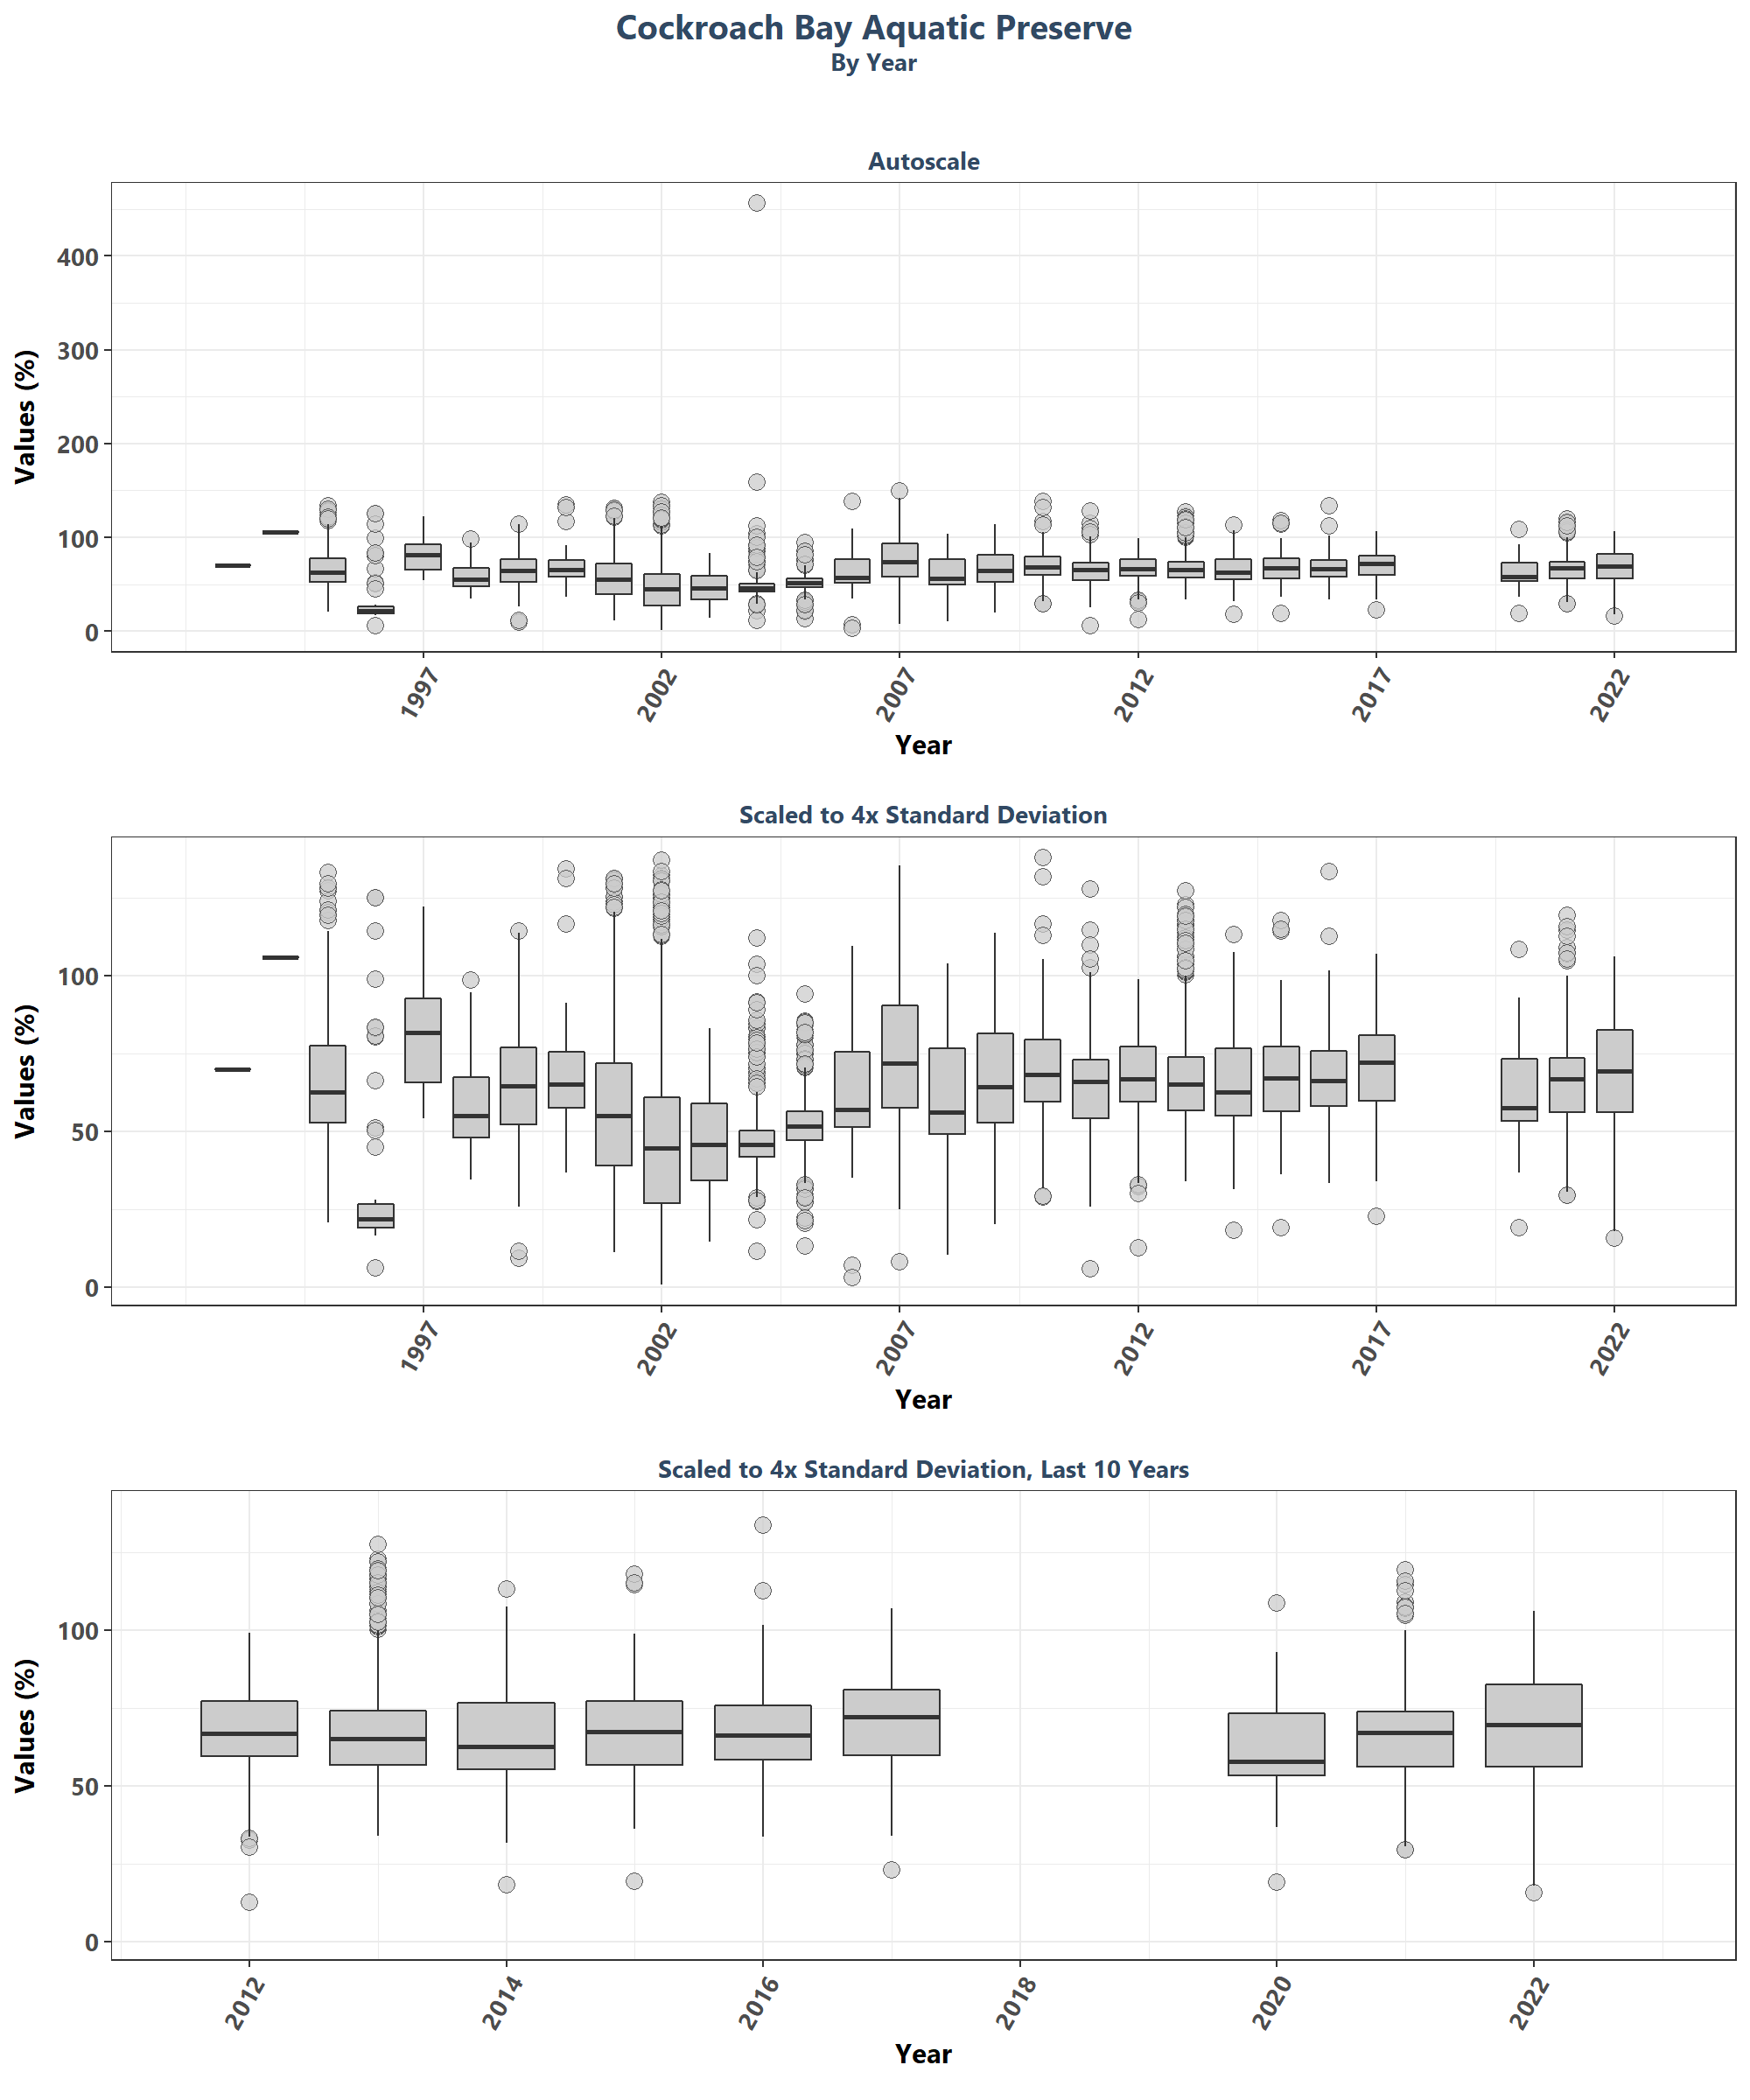 Cockroach Bay Aquatic Preserve
By Year
Autoscale
Values (%)
400
300
200
100
0
1997 2002 2007 2012 2017 2022
Year
Scaled to 4x Standard Deviation
Values (%)
100
50
0
1997 2002 2007 2012 2017 2022
Year
Scaled to 4x Standard Deviation, Last 10 Years
Values (%)
100
50
0
2012 2014 2016 2018 2020 2022
Year